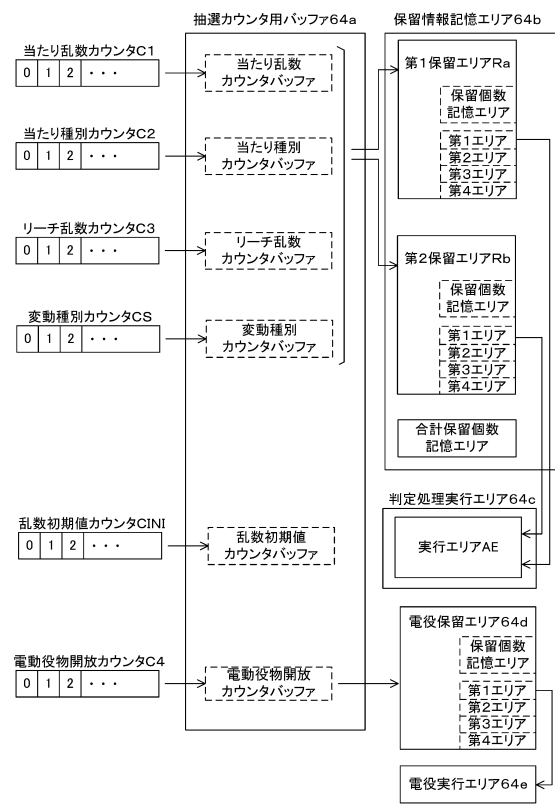 抽選カウンタ用バッファ64a
保留情報記憶エリア64b
当たり乱数カウンタC1
0 1 2 ・・・
当たり乱数
カウンタバッファ
第1保留エリアRa
保留個数
記憶エリア
第1エリア
第2エリア
第3エリア
第4エリア
当たり種別カウンタC2
0 1 2 ・・・
当たり種別
カウンタバッファ
リーチ乱数カウンタC3
0 1 2 ・・・
リーチ乱数
カウンタバッファ
第2保留エリアRb
保留個数
記憶エリア
第1エリア
第2エリア
第3エリア
第4エリア
変動種別カウンタCS
0 1 2 ・・・
変動種別
カウンタバッファ
合計保留個数
記憶エリア
判定処理実行エリア64c
実行エリアAE
乱数初期値カウンタCINI
0 1 2 ・・・
乱数初期値
カウンタバッファ
電役保留エリア64d
保留個数
記憶エリア
第1エリア
第2エリア
第3エリア
第4エリア
電動役物開放カウンタC4
0 1 2 ・・・
電動役物開放
カウンタバッファ
電役実行エリア64e